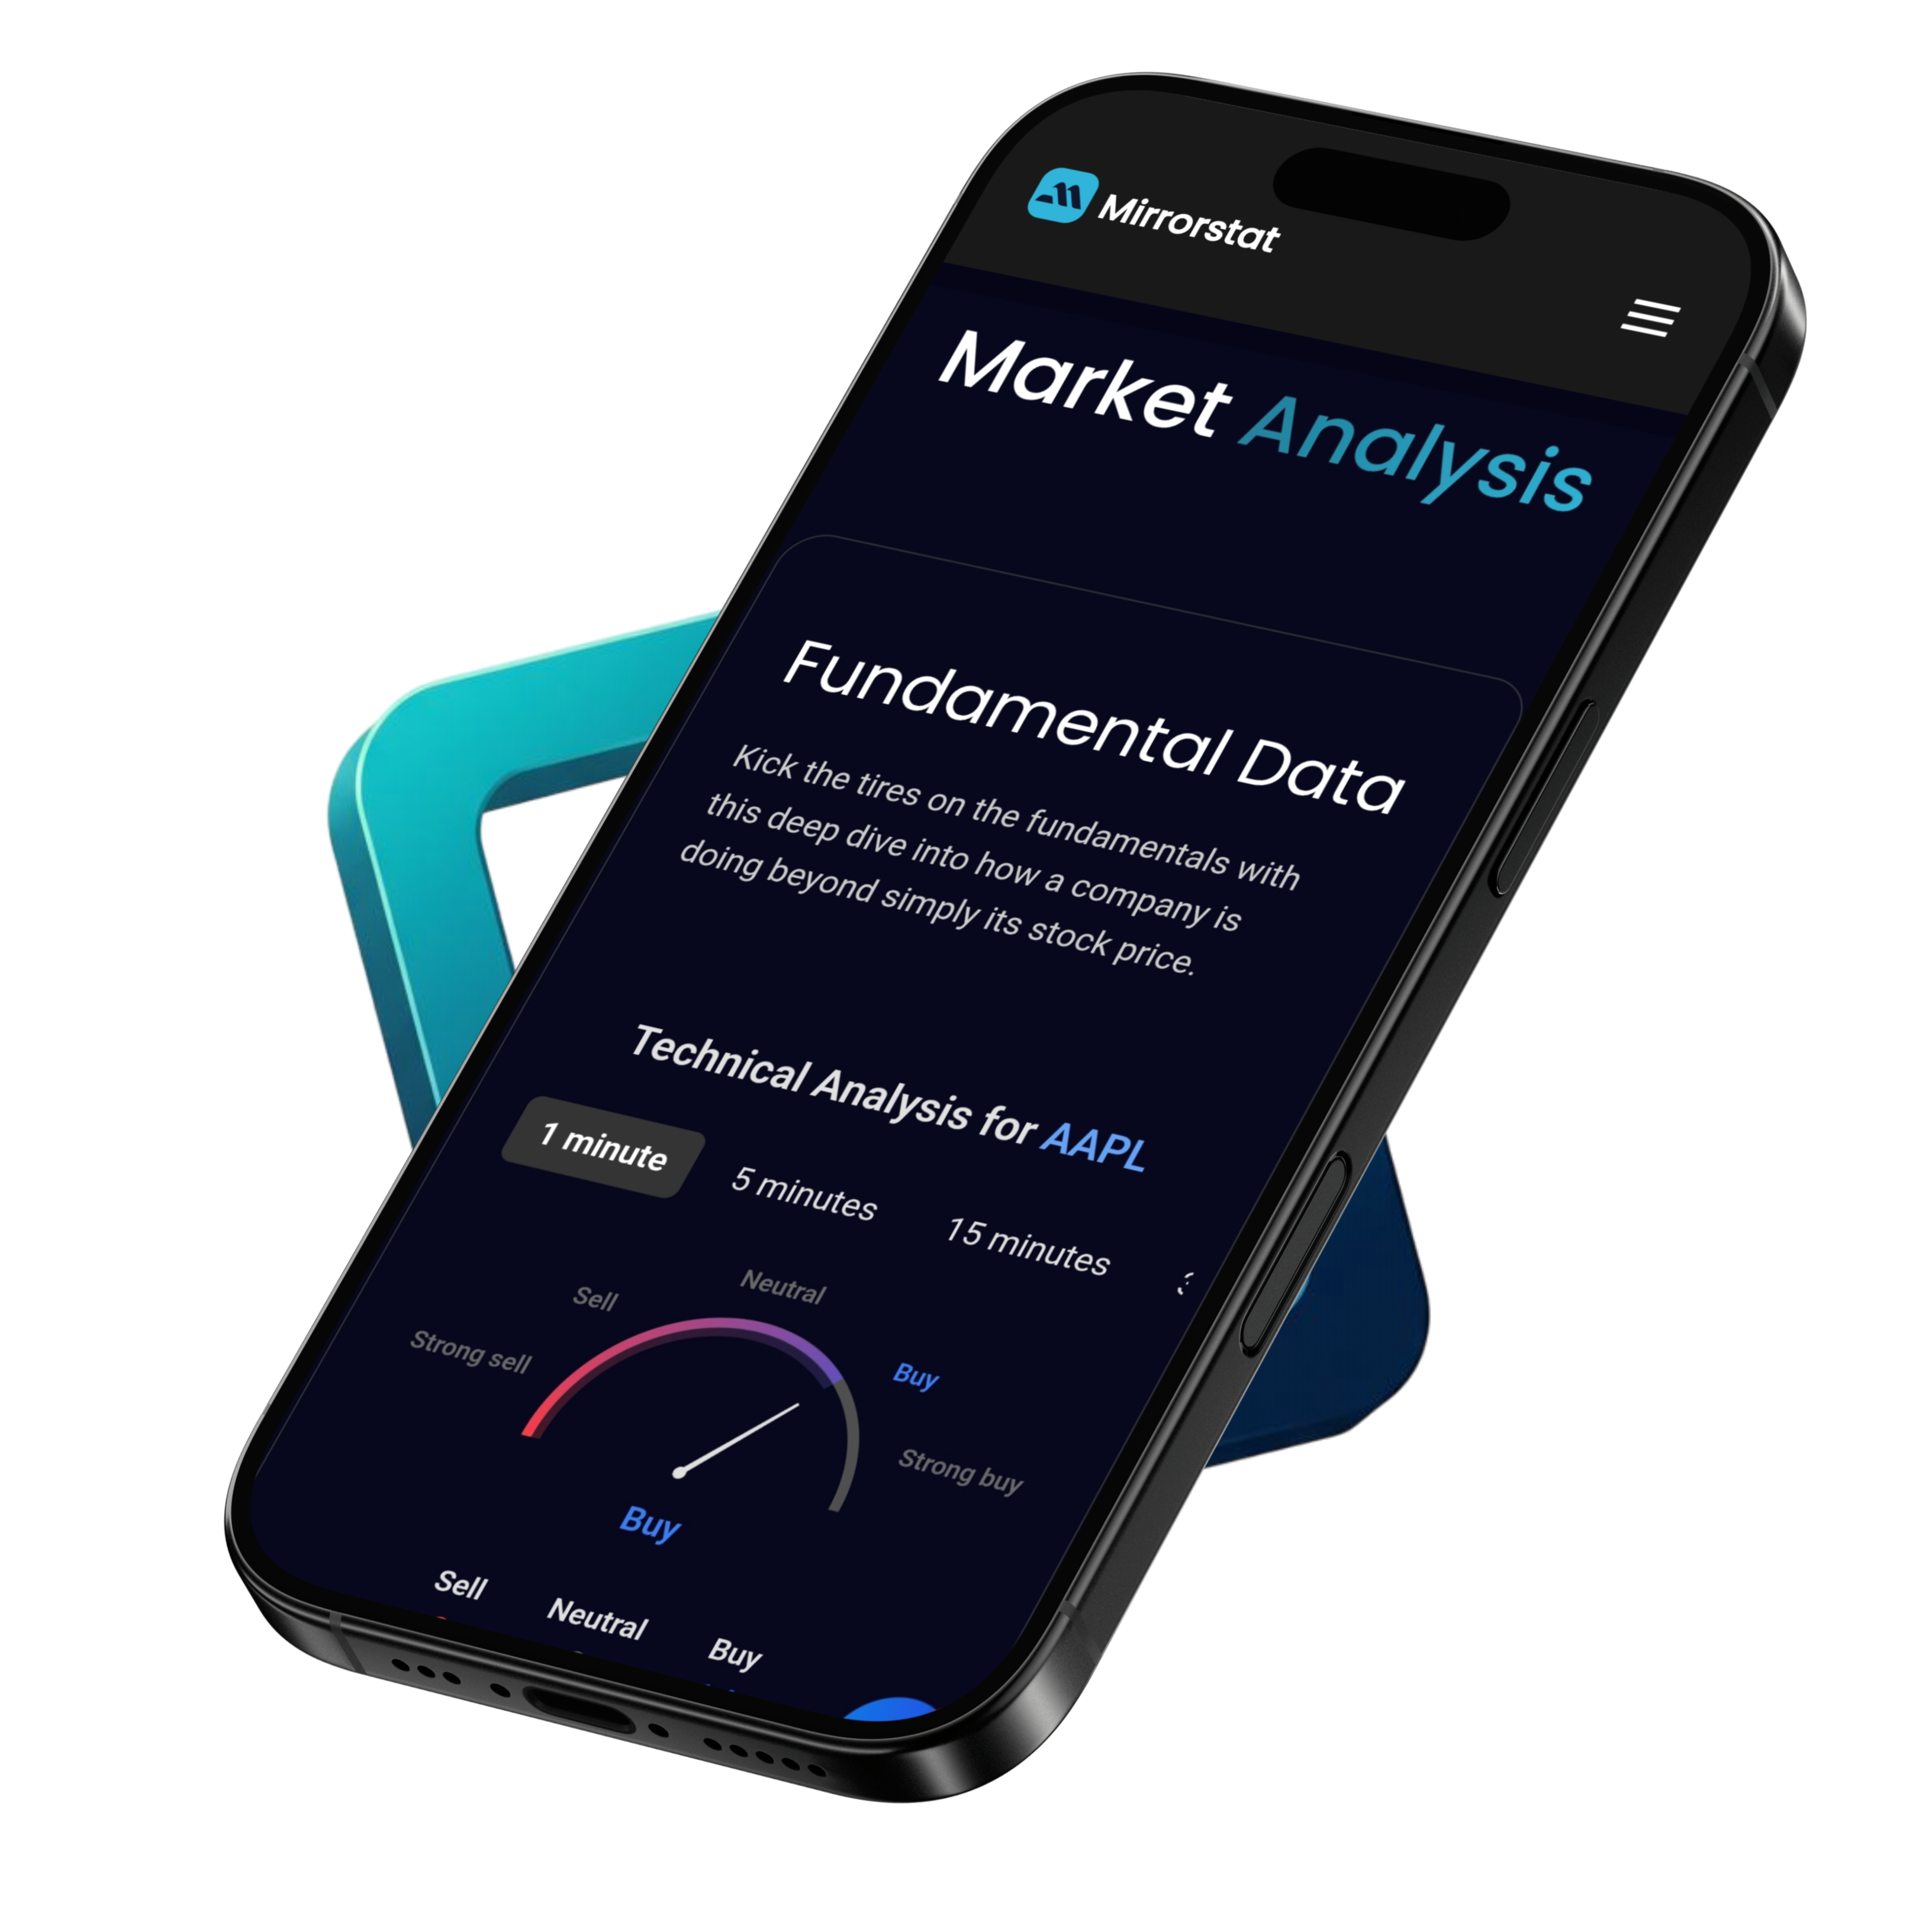 Mirrorstat
Market Analysis
Fundamental Data
Kick the tires on the fundamentals with
this deep dive into how a company is
doing beyond simply its stock price.
Technical Analysis for AAPL
1 minute 5 minutes 15 minutes
Neutral
Sell
Strong sell
Buy
Strong buy
Buy
Sell Neutral Buy